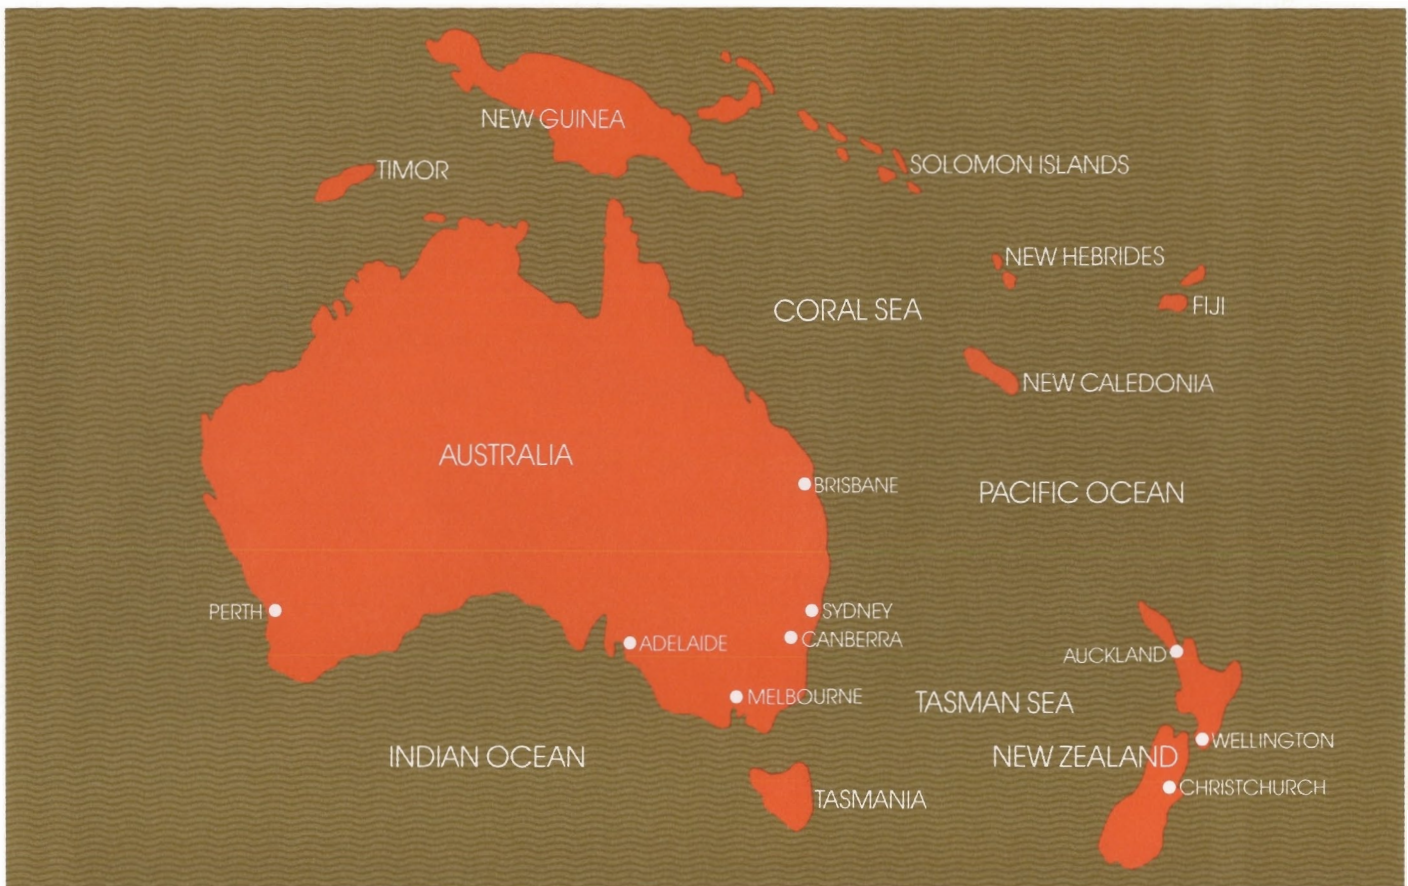 NEW GUINEA
TIMOR
SOLOMON ISLANDS
NEW HEBRIDES
CORAL SEA
FIJI
NEW CALEDONIA
AUSTRALIA
BRISBANE
PACIFIC OCEAN
PERTH
SYDNEY
CANBERRA
ADELAIDE
AUCKLAND
MELBOURNE
TASMAN SEA
WELLINGTON
INDIAN OCEAN
NEW ZEALAND
CHRISTCHURCH
TASMANIA